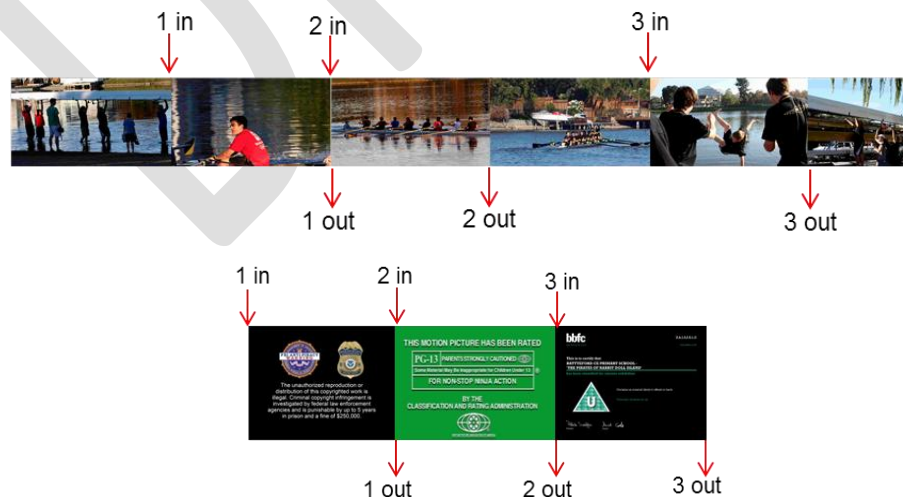 1 in
2 in
3 in
1 out
2 out
3 out
1 in
2 in
3 in
The unauthorized reproduction or
distribution of this copyrighted work is
illegal. Criminal copyright infringement is
investigated by federal law enforcement
agencies and is punishable by up to 5 years
in prison and a fine of $250,000.
THIS MOTION PICTURE HAS BEEN RATED
PG-13 PARENTS STRONGLY CAUTIONED
Some Material May Be Inappropriate for Children Under 13
FOR NON-STOP NINJA ACTION
BY THE
CLASSIFICATION AND RATING ADMINISTRATION
bbfc
This is to certify that
U
1 out
2 out
3 out